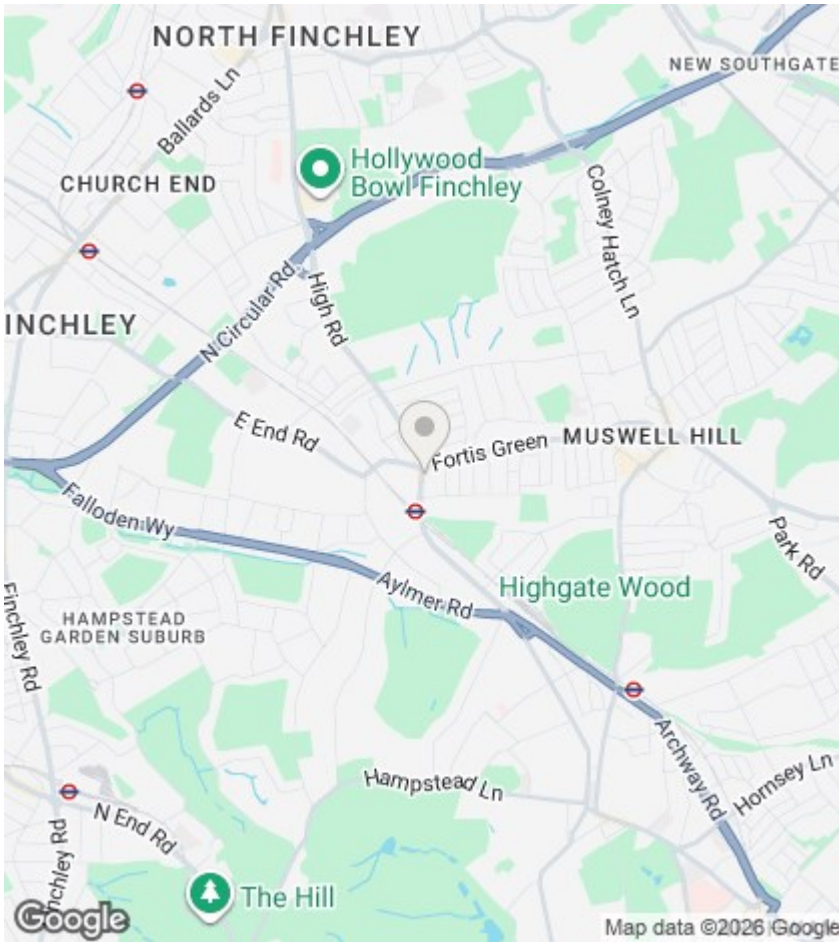 NORTH FINCHLEY
NEW SOUTHGATE
Ballards Ln
Hollywood
Bowl Finchley
CHURCH END
Colney Hatch Ln
N Circular Rd
High Rd
INCHLEY
E End Rd
Fortis Green
MUSWELL HILL
Falloden Wy
Park Rd
Aylmer Rd
Highgate Wood
HAMPSTEAD
GARDEN SUBURB
Finchley Rd
Archway Rd
Hampstead Ln
Hornsey Ln
N End Rd
inchley Rd
The Hill
Google
Map data ©2026 Google